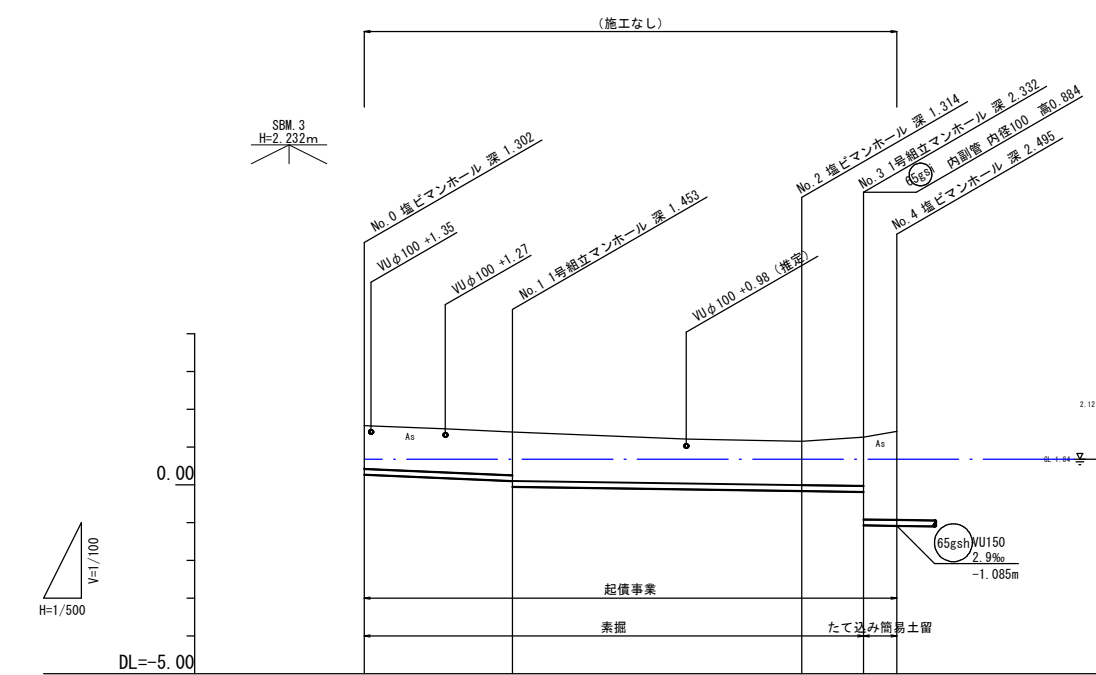 (施工なし)
SBM.3
H=2.232m
No.0 塩ビマンホール 深 1.302
VUφ100 +1.35
VUφ100 +1.27
No.1 1号組立マンホール 深 1.453
VUφ100 +0.98 (推定)
No.2 塩ビマンホール 深 1.314
No.3 1号組立マンホール 深 2.332
内副管 内径100 高0.884
No.4 塩ビマンホール 深 2.495
2.12
As
As
GL-1.84
0.00
V=1/100
H=1/500
65gsh
VU150
2.9‰
-1.085m
起債事業
素掘
たて込み簡易土留
DL=-5.00